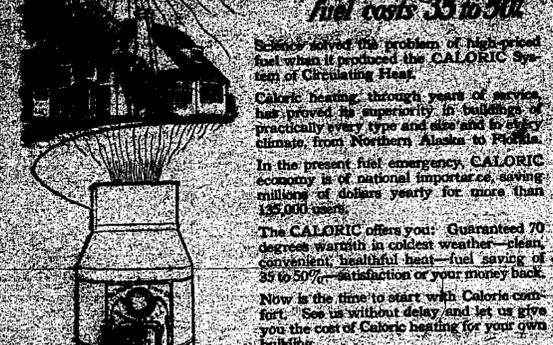 fuel costs 35 to 50%
Science solved the problem of high-priced
fuel when it produced the CALORIC Sys-
tem of Circulating Heat.
Caloric heating, through years of service,
has proved its superiority in buildings of
practically every type and size and in every
climate, from Northern Alaska to Florida.
In the present fuel emergency, CALORIC
economy is of national importance, saving
millions of dollars yearly for more than
135,000 users.
The CALORIC offers you: Guaranteed 70
degrees warmth in coldest weather—clean,
convenient, healthful heat—fuel saving of
35 to 50%—satisfaction or your money back.
Now is the time to start with Caloric com-
fort. See us without delay and let us give
you the cost of Caloric heating for your own
building.